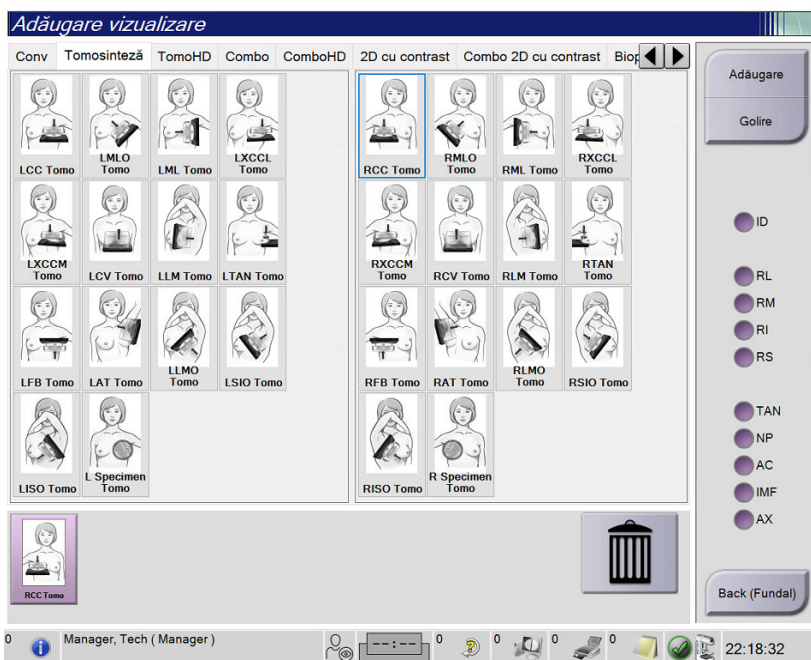 Adăugare vizualizare
Conv Tomosinteză TomoHD Combo ComboHD 2D cu contrast Combo 2D cu contrast Biop
Adăugare
Golire
LCC Tomo
LMLO
Tomo
LML Tomo
LXCCL
Tomo
RCC Tomo
RMLO
Tomo
RML Tomo
RXCCL
Tomo
LXCCM
Tomo
LCV Tomo
LLM Tomo
LTAN Tomo
RXCCM
Tomo
RCV Tomo
RLM Tomo
RTAN
Tomo
LFB Tomo
LAT Tomo
LLMO
Tomo
LSIO Tomo
RFB Tomo
RAT Tomo
RLMO
Tomo
RSIO Tomo
LISO Tomo
L Specimen
Tomo
RISO Tomo
R Specimen
Tomo
ID
RL
RM
RI
RS
TAN
NP
AC
IMF
AX
RCC Tomo
Back (Fundal)
0 Manager, Tech ( Manager ) --:-- 0 0 0 0 22:18:32